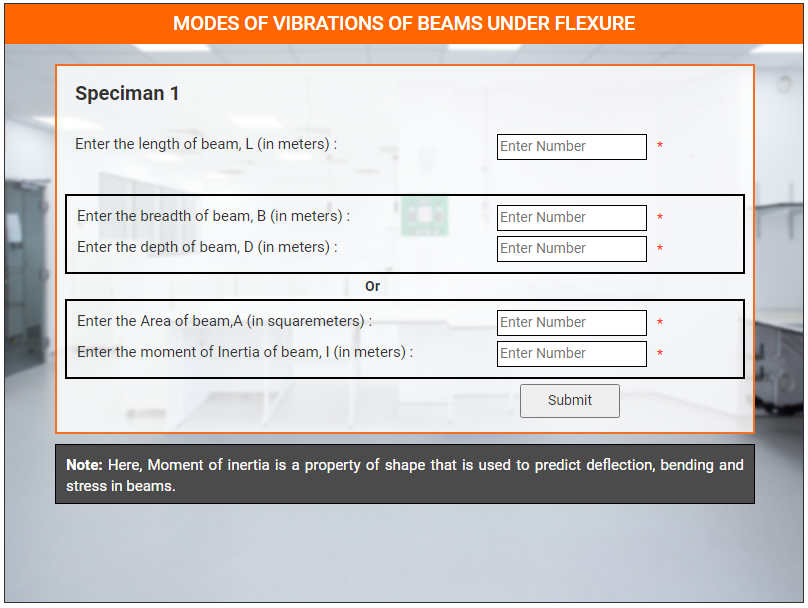 MODES OF VIBRATIONS OF BEAMS UNDER FLEXURE
Speciman 1
Enter the length of beam, L (in meters) : Enter Number *
Enter the breadth of beam, B (in meters) : Enter Number *
Enter the depth of beam, D (in meters) : Enter Number *
Or
Enter the Area of beam,A (in squaremeters) : Enter Number *
Enter the moment of Inertia of beam, I (in meters) : Enter Number *
Submit
Note: Here, Moment of inertia is a property of shape that is used to predict deflection, bending and
stress in beams.